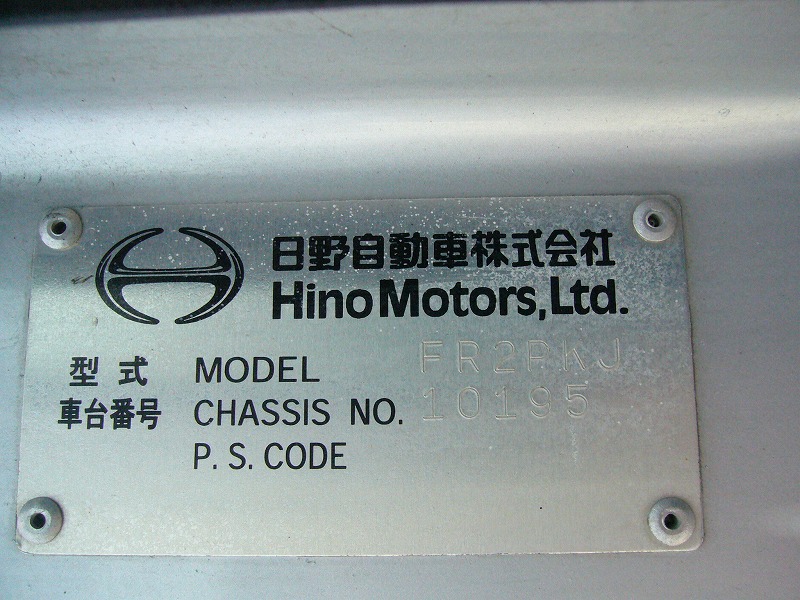 日野自動車株式会社
Hino Motors, Ltd.
型式 MODEL FR2PKJ
車台番号 CHASSIS NO. 10195
P. S. CODE